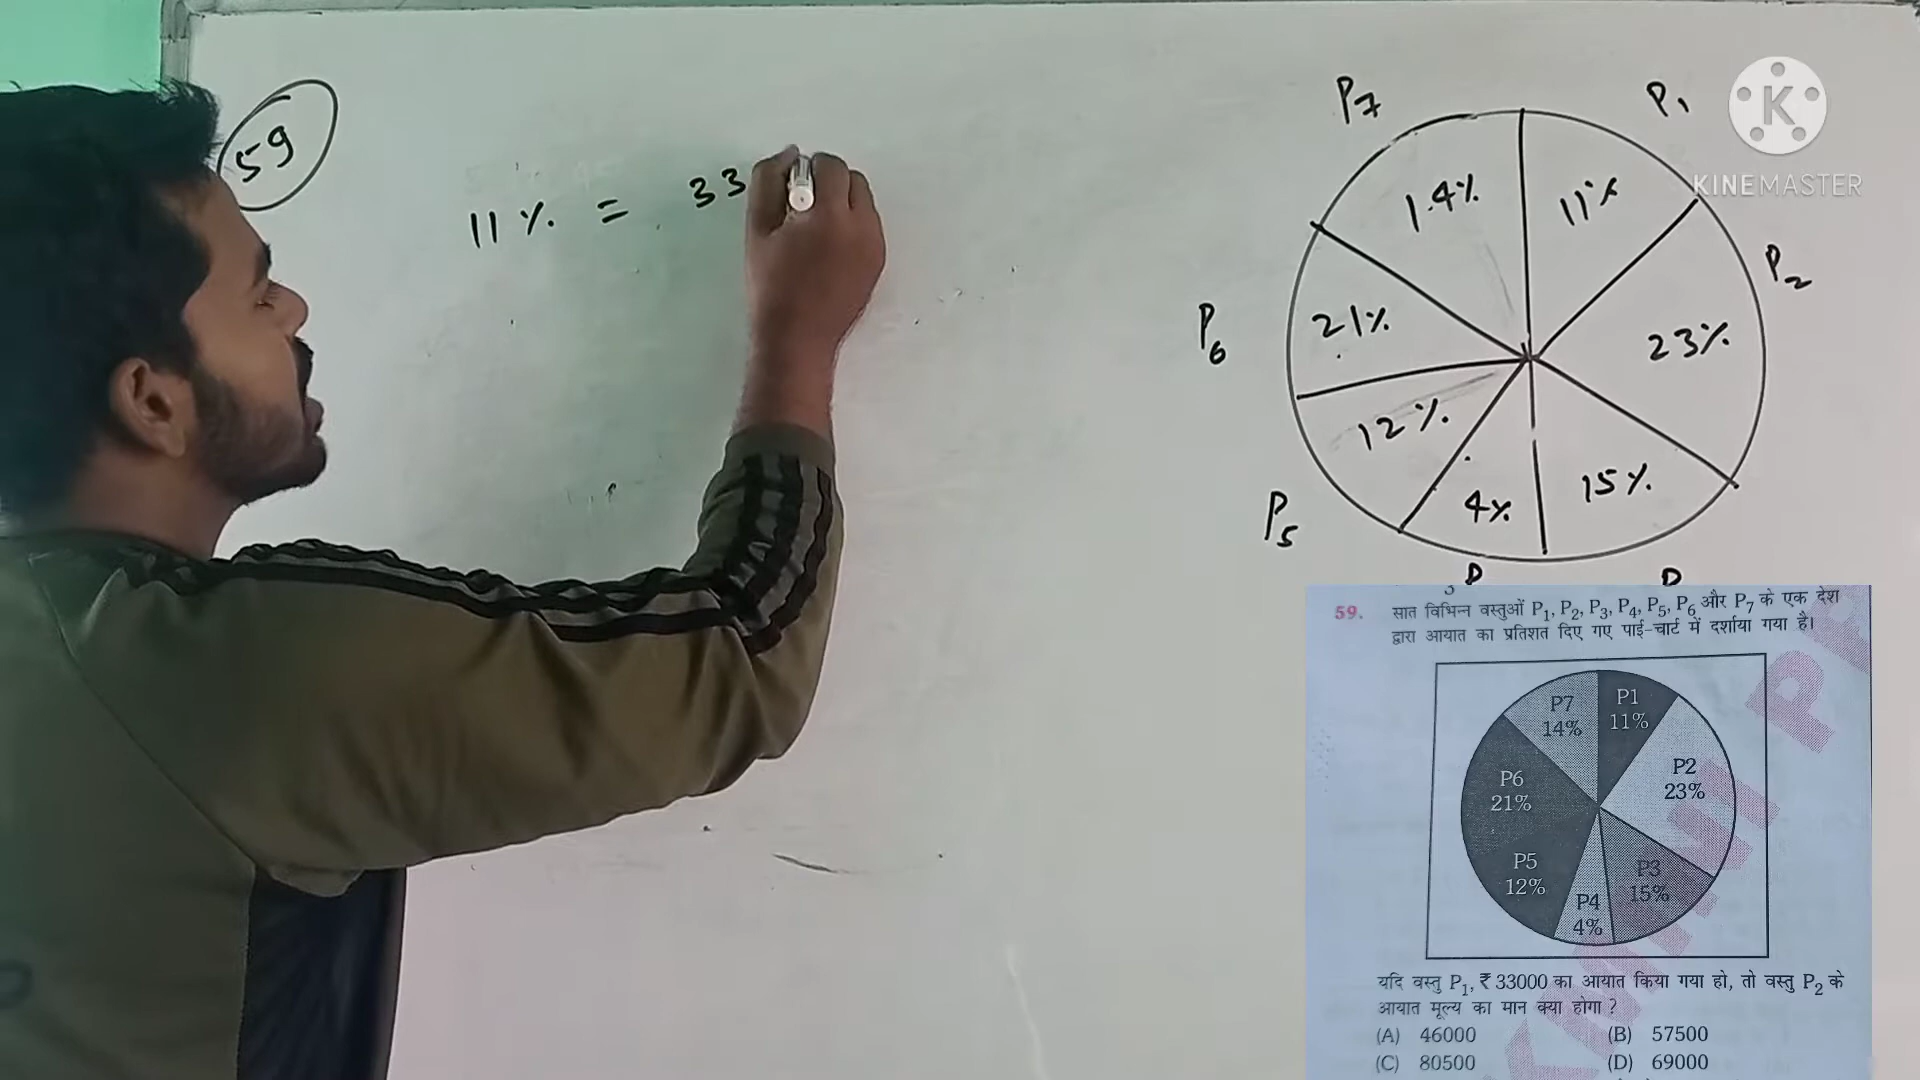 59
11% = 33
P7
P1
14%
11%
P2
21%
23%
P6
12%
15%
4%
P5
KINEMASTER
59. सात विभिन्न वस्तुओं P1, P2, P3, P4, P5, P6 और P7 के एक देश
द्वारा आयात का प्रतिशत दिए गए पाई-चार्ट में दर्शाया गया है।
P7
14%
P1
11%
P6
21%
P2
23%
P5
12%
P3
15%
P4
4%
यदि वस्तु P1, ₹ 33000 का आयात किया गया हो, तो वस्तु P2 के
आयात मूल्य का मान क्या होगा ?
(A) 46000 (B) 57500
(C) 80500 (D) 69000